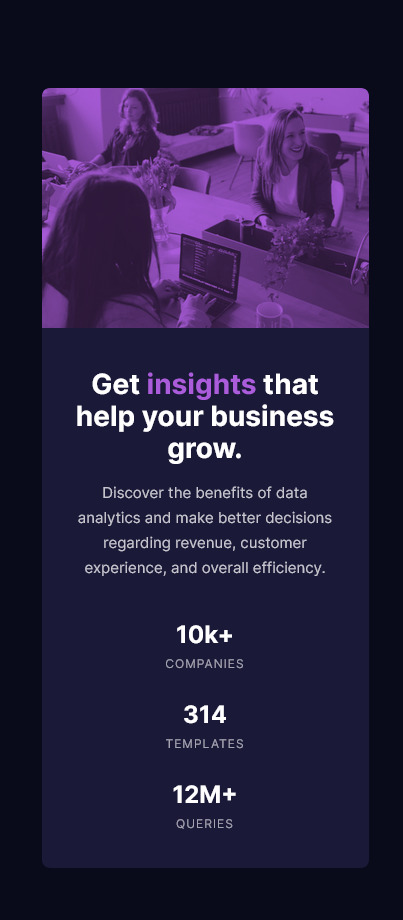 Get insights that
help your business
grow.
Discover the benefits of data
analytics and make better decisions
regarding revenue, customer
experience, and overall efficiency.
10k+
COMPANIES
314
TEMPLATES
12M+
QUERIES